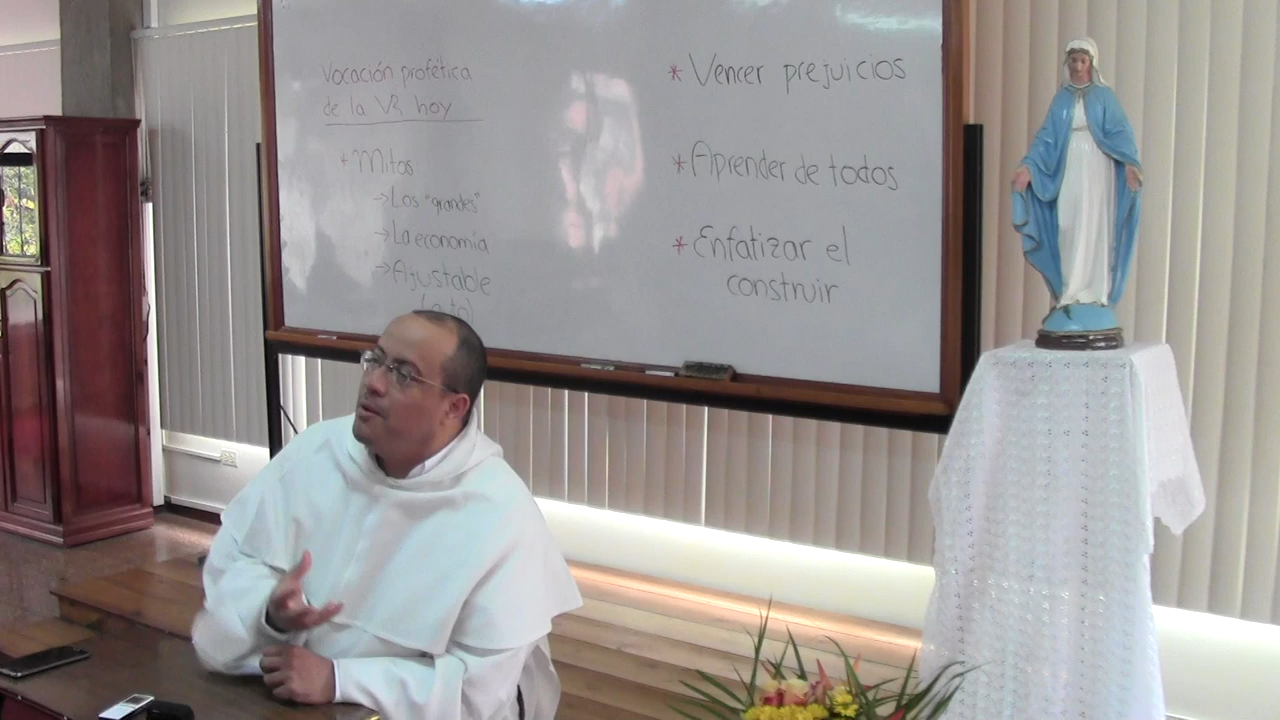 Vocación profética
de la VR hoy
+ Mitos
→ Los "grandes"
→ La economía
→ Ajustable
* Vencer prejuicios
* Aprender de todos
* Enfatizar el
construir